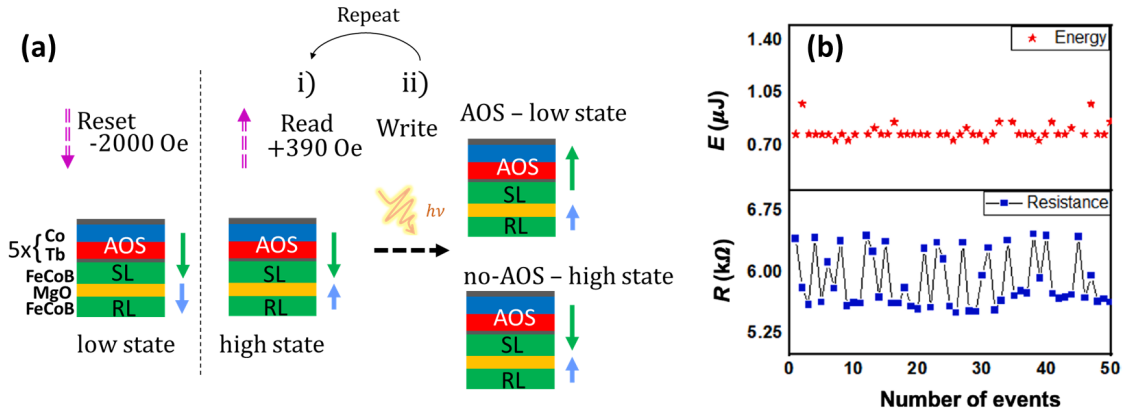 (a)
Repeat
i)
ii)
Reset
-2000 Oe
Read
+390 Oe
Write
AOS – low state
AOS
SL
RL
hν
5x{
Co
Tb
FeCoB
MgO
FeCoB
AOS
SL
RL
low state
AOS
SL
RL
high state
no-AOS – high state
AOS
SL
RL
(b)
Energy
E (μJ)
1.40
1.05
0.70
Resistance
R (kΩ)
6.75
6.00
5.25
0
10
20
30
40
50
Number of events